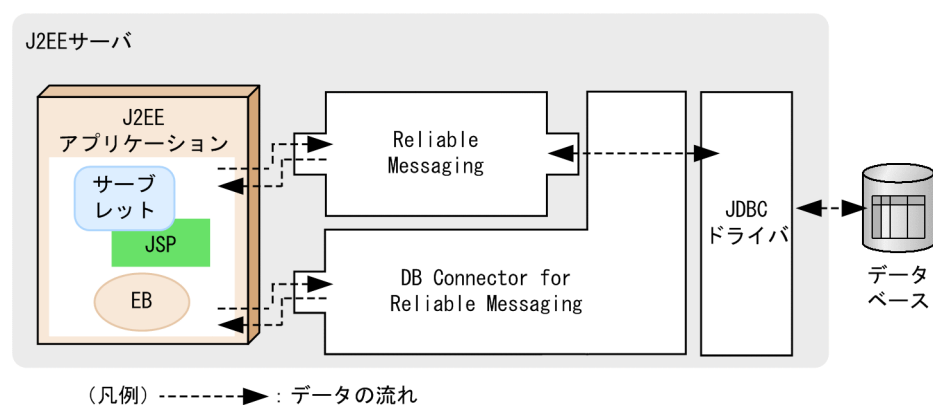 J2EEサーバ
J2EE
アプリケーション
サーブ
レット
JSP
EB
Reliable
Messaging
DB Connector for
Reliable Messaging
JDBC
ドライバ
データ
ベース
(凡例)
:データの流れ